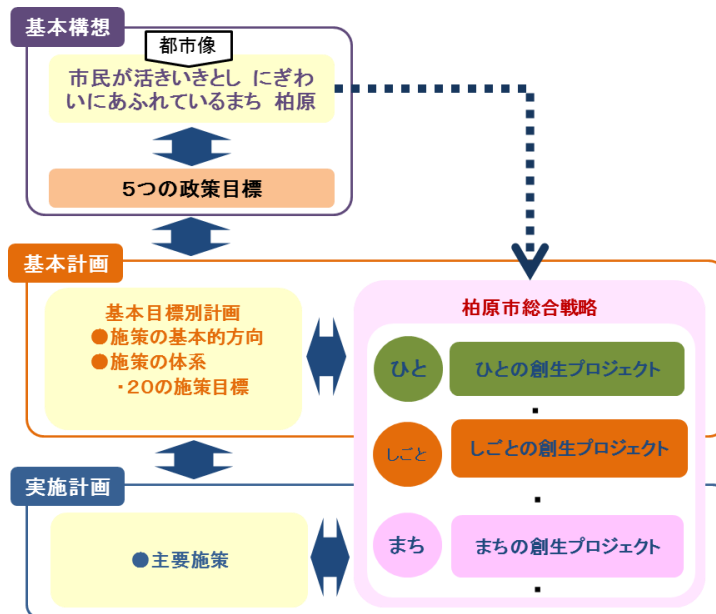 基本構想
都市像
市民が活きいきとし にぎわ
いにあふれているまち 柏原
5つの政策目標
基本計画
基本目標別計画
●施策の基本的方向
●施策の体系
・20の施策目標
柏原市総合戦略
ひと
ひとの創生プロジェクト
しごと
しごとの創生プロジェクト
まち
まちの創生プロジェクト
実施計画
●主要施策